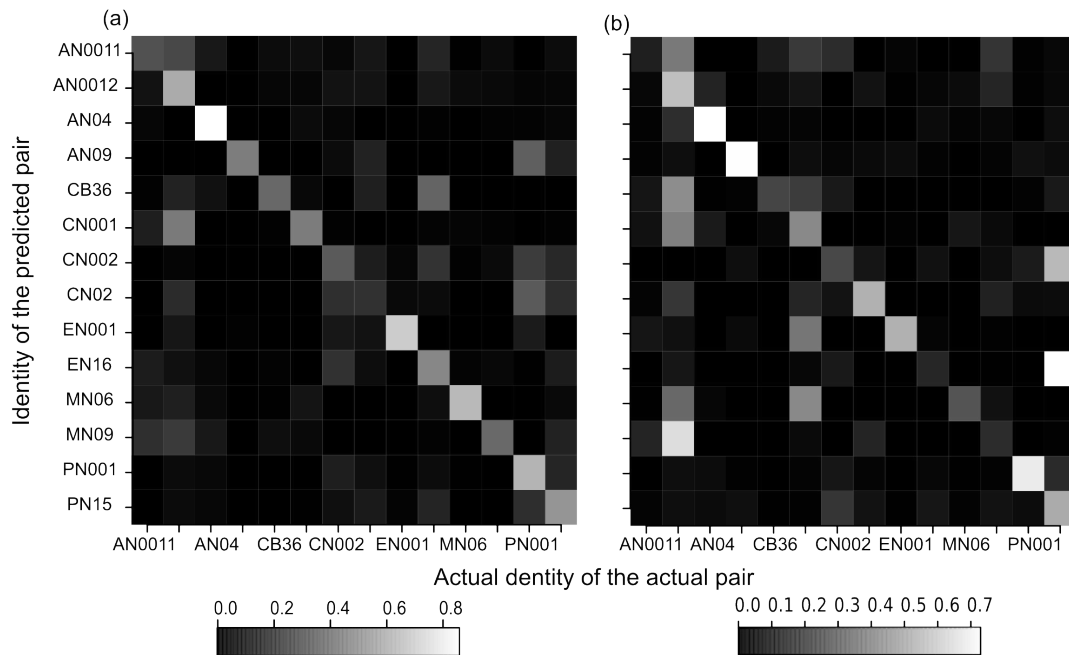 (a)
(b)
AN0011
AN0012
AN04
AN09
CB36
CN001
CN002
CN02
EN001
EN16
MN06
MN09
PN001
PN15
Identity of the predicted pair
AN0011 AN04 CB36 CN002 EN001 MN06 PN001
AN0011 AN04 CB36 CN002 EN001 MN06 PN001
Actual dentity of the actual pair
0.0 0.2 0.4 0.6 0.8
0.0 0.1 0.2 0.3 0.4 0.5 0.6 0.7